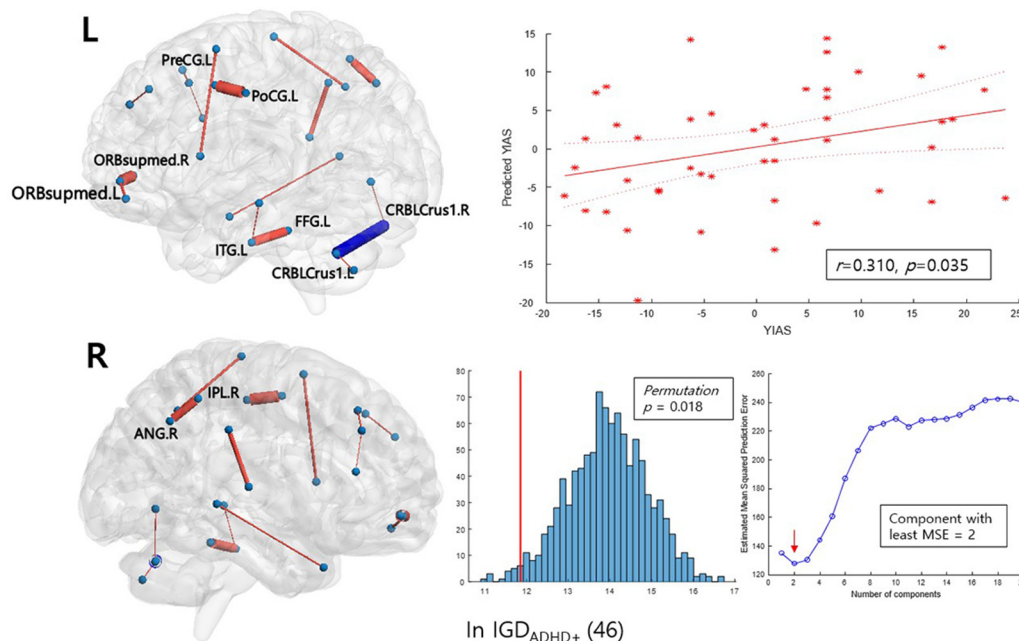 L
PreCG.L
PoCG.L
ORBsupmed.R
ORBsupmed.L
CRBLCrus1.R
FFG.L
ITG.L
CRBLCrus1.L
Predicted YIAS
15
10
5
0
-5
-10
-15
-20
r=0.310, p=0.035
-20 -15 -10 -5 0 5 10 15 20 25
YIAS
R
IPL.R
ANG.R
80
70
60
50
40
30
20
10
0
Permutation
p = 0.018
11 12 13 14 15 16 17
Estimated Mean Squared Prediction Error
260
240
220
200
180
160
140
120
Component with
least MSE = 2
0 2 4 6 8 10 12 14 16 18
Number of components
In IGDADHD+ (46)